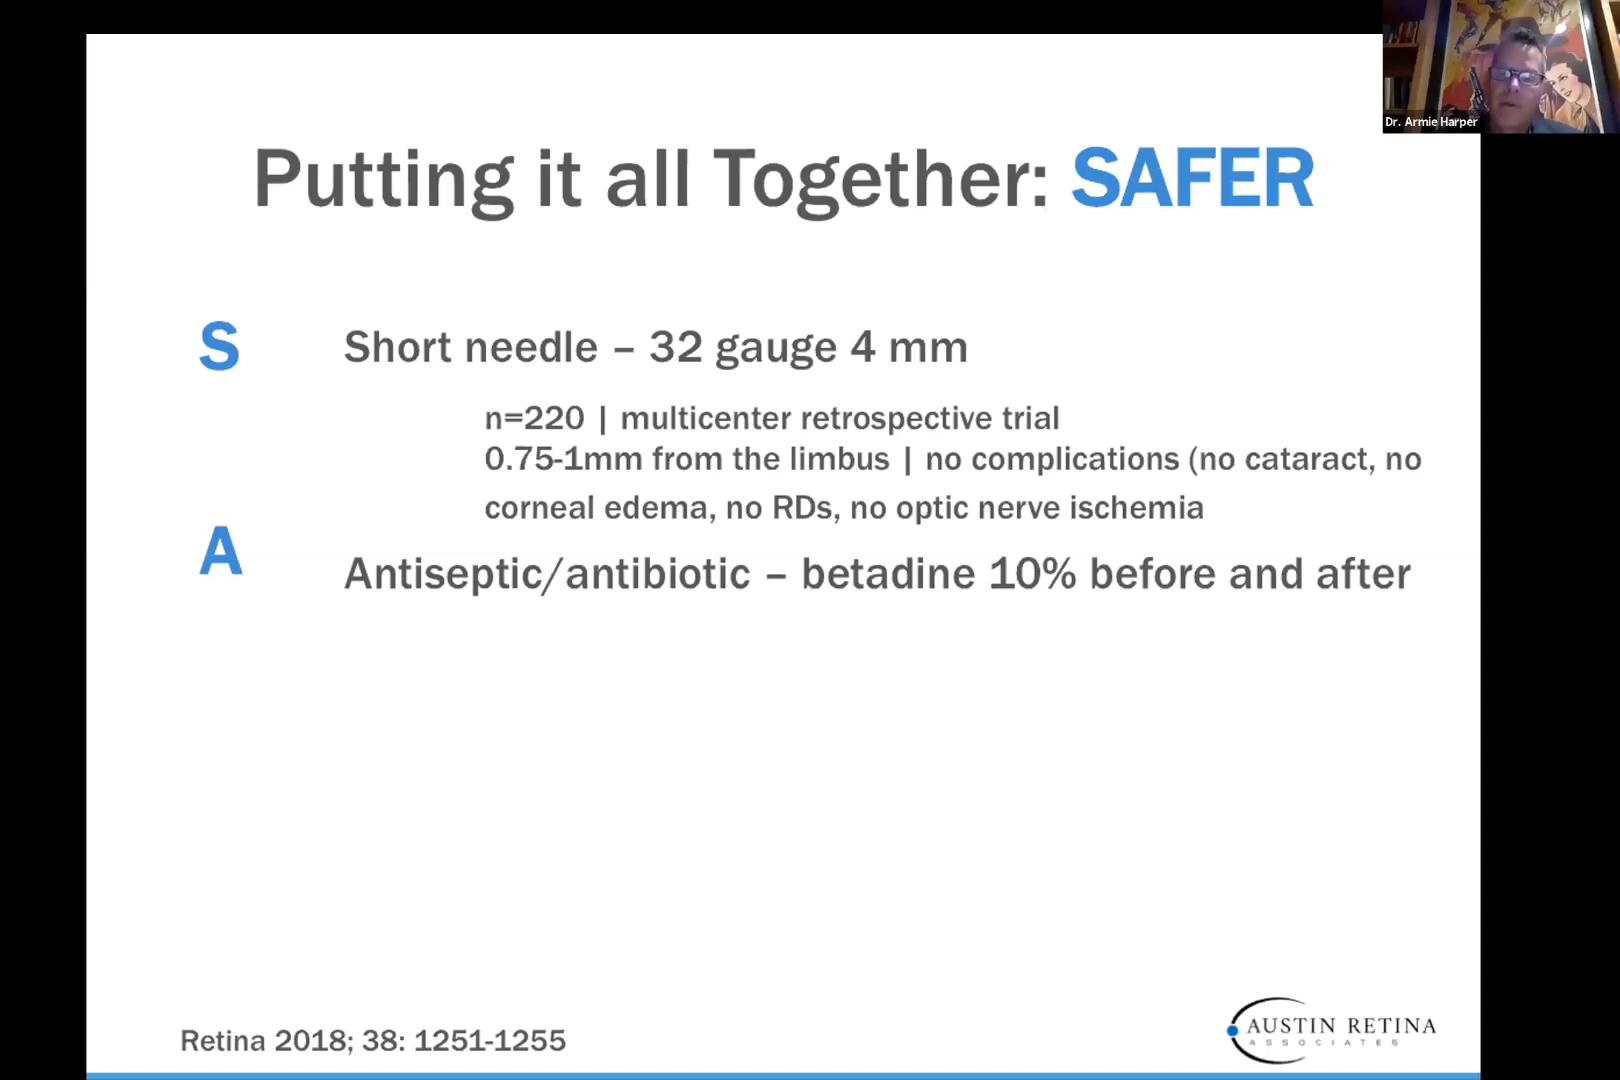 Dr. Armie Harper
Putting it all Together: SAFER
S
Short needle – 32 gauge 4 mm
n=220 | multicenter retrospective trial
0.75-1mm from the limbus | no complications (no cataract, no
corneal edema, no RDs, no optic nerve ischemia
A
Antiseptic/antibiotic – betadine 10% before and after
Retina 2018; 38: 1251-1255
AUSTIN RETINA
ASSOCIATES